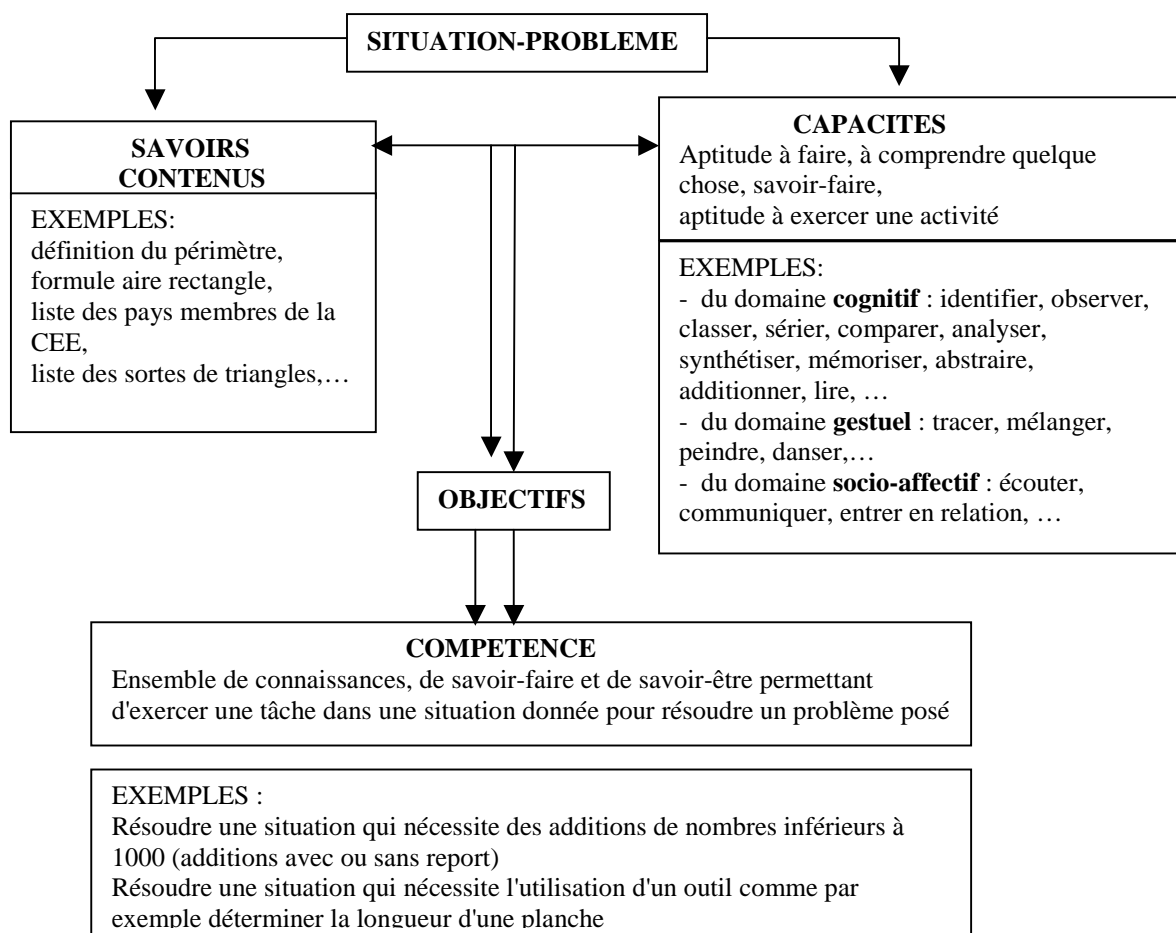 SITUATION-PROBLEME
SAVOIRS
CONTENUS
EXEMPLES:
définition du périmètre,
formule aire rectangle,
liste des pays membres de la
CEE,
liste des sortes de triangles,…
CAPACITES
Aptitude à faire, à comprendre quelque
chose, savoir-faire,
aptitude à exercer une activité
EXEMPLES:
- du domaine cognitif : identifier, observer,
classer, sérier, comparer, analyser,
synthétiser, mémoriser, abstraire,
additionner, lire, …
- du domaine gestuel : tracer, mélanger,
peindre, danser,…
- du domaine socio-affectif : écouter,
communiquer, entrer en relation, …
OBJECTIFS
COMPETENCE
Ensemble de connaissances, de savoir-faire et de savoir-être permettant
d'exercer une tâche dans une situation donnée pour résoudre un problème posé
EXEMPLES :
Résoudre une situation qui nécessite des additions de nombres inférieurs à
1000 (additions avec ou sans report)
Résoudre une situation qui nécessite l'utilisation d'un outil comme par
exemple déterminer la longueur d'une planche